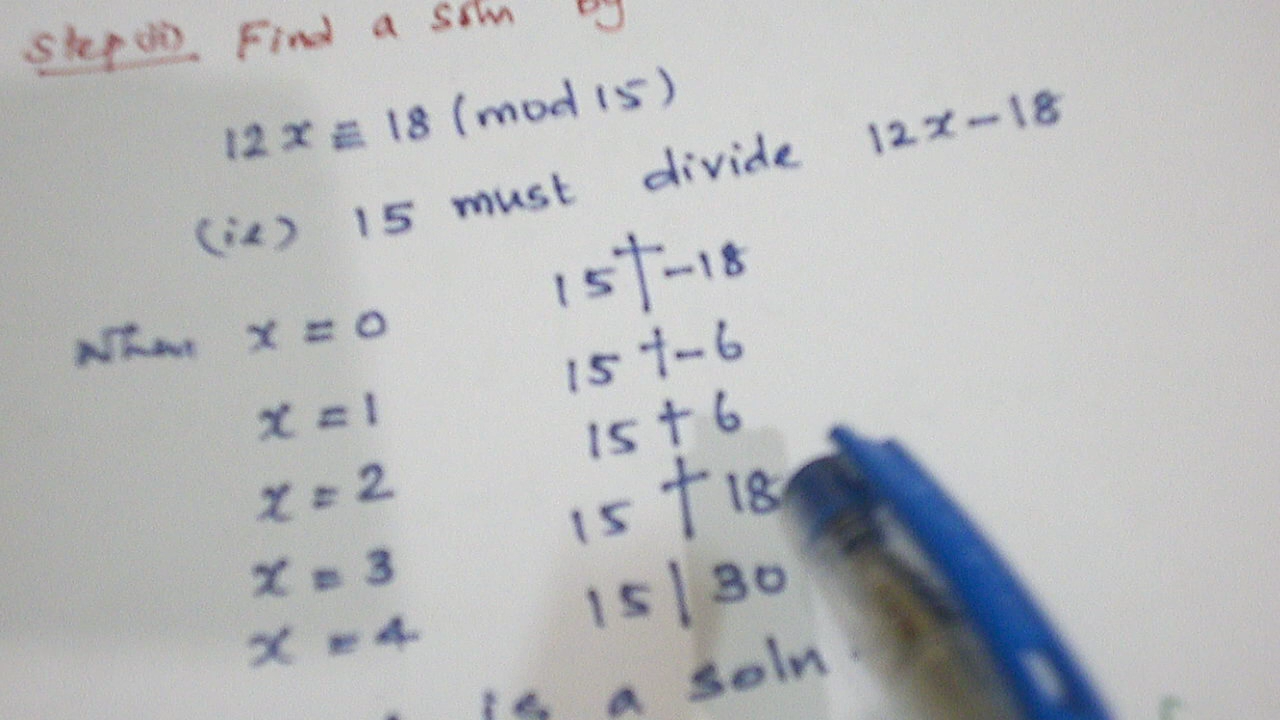 Step (ii) Find a soln by
12x ≡ 18 (mod 15)
(ie) 15 must divide 12x-18
When x = 0 15∤-18
x = 1 15∤-6
x = 2 15∤6
x = 3 15∤18
x = 4 15|30
is a soln.